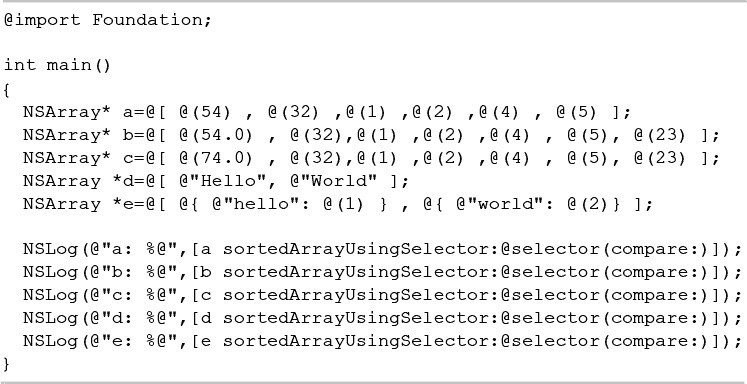 @import Foundation;
int main()
{
NSArray* a=@[ @(54) , @(32) ,@(1) ,@(2) ,@(4) , @(5) ];
NSArray* b=@[ @(54.0) , @(32),@(1) ,@(2) ,@(4) , @(5), @(23) ];
NSArray* c=@[ @(74.0) , @(32),@(1) ,@(2) ,@(4) , @(5), @(23) ];
NSArray *d=@[ @"Hello", @"World" ];
NSArray *e=@[ @{ @"hello": @(1) } , @{ @"world": @(2)} ];
NSLog(@"a: %@",[a sortedArrayUsingSelector:@selector(compare:)]);
NSLog(@"b: %@",[b sortedArrayUsingSelector:@selector(compare:)]);
NSLog(@"c: %@",[c sortedArrayUsingSelector:@selector(compare:)]);
NSLog(@"d: %@",[d sortedArrayUsingSelector:@selector(compare:)]);
NSLog(@"e: %@",[e sortedArrayUsingSelector:@selector(compare:)]);
}